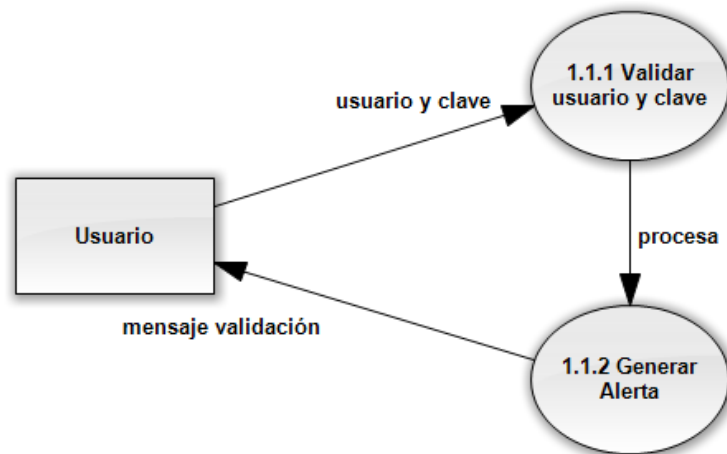 1.1.1 Validar
usuario y clave
usuario y clave
Usuario
procesa
mensaje validación
1.1.2 Generar
Alerta